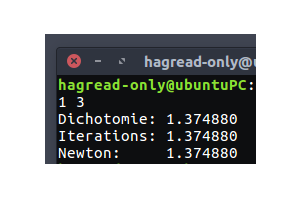 hagread-only@u
hagread-only@ubuntuPC:
1 3
Dichotomie: 1.374880
Iterations: 1.374880
Newton: 1.374880